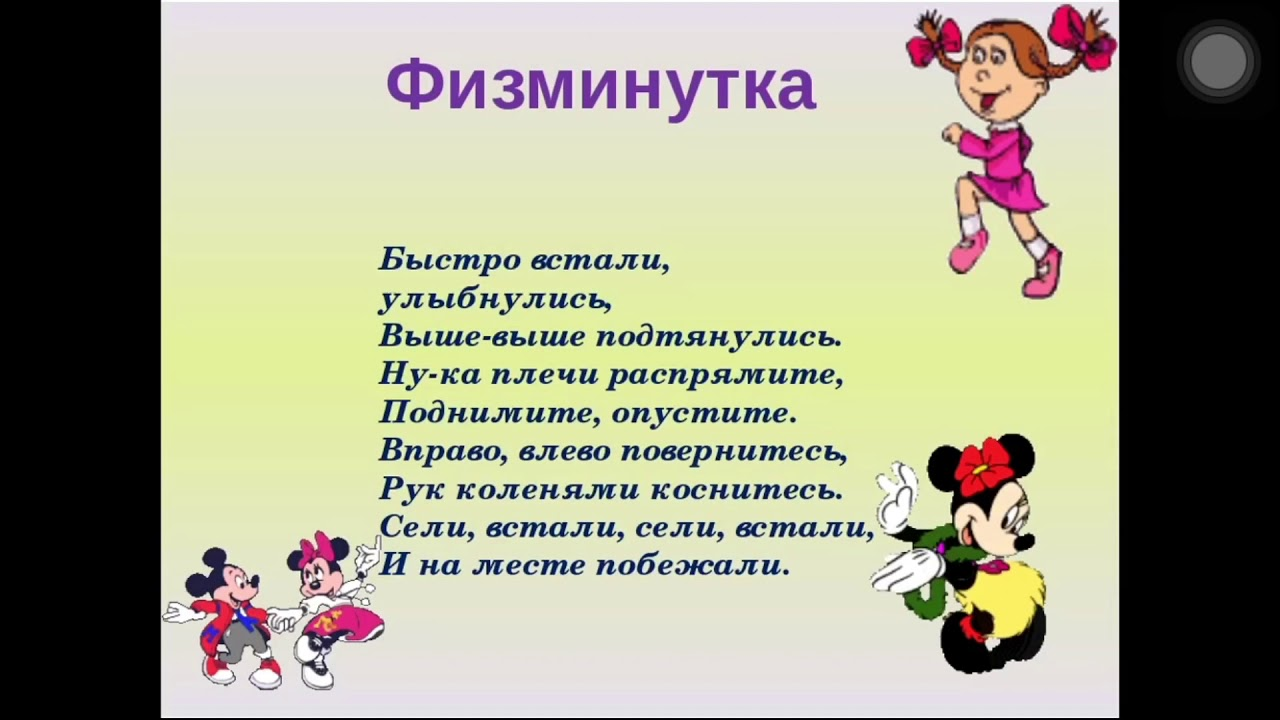 Физминутка
Быстро встали,
улыбнулись,
Выше-выше подтянулись.
Ну-ка плечи распрямите,
Поднимите, опустите.
Вправо, влево повернитесь,
Рук коленями коснитесь.
Сели, встали, сели, встали,
И на месте побежали.